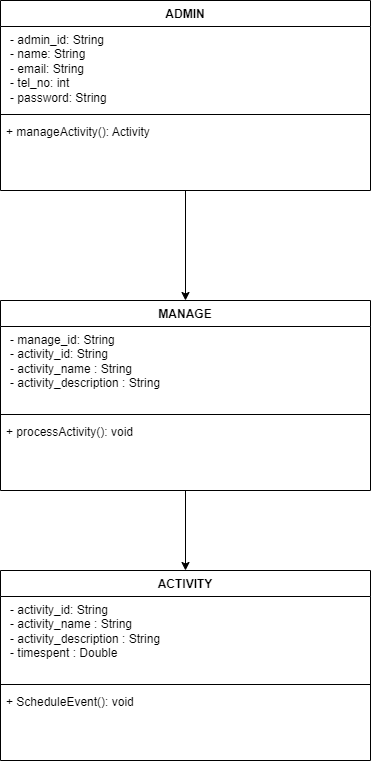 ADMIN
- admin_id: String
- name: String
- email: String
- tel_no: int
- password: String
+ manageActivity(): Activity
MANAGE
- manage_id: String
- activity_id: String
- activity_name : String
- activity_description : String
+ processActivity(): void
ACTIVITY
- activity_id: String
- activity_name : String
- activity_description : String
- timespent : Double
+ ScheduleEvent(): void